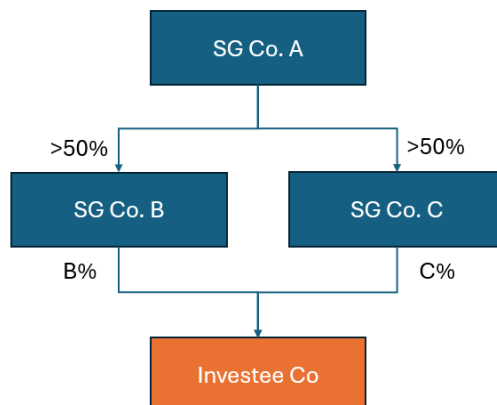 SG Co. A
>50%
>50%
SG Co. B
SG Co. C
B%
C%
Investee Co